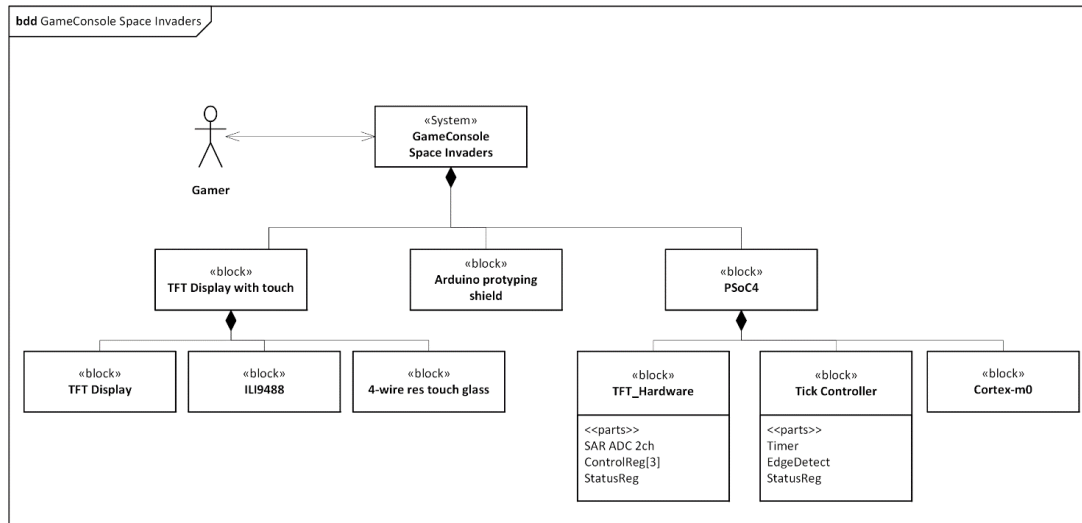 bdd GameConsole Space Invaders
«System»
GameConsole
Space Invaders
Gamer
«block»
TFT Display with touch
«block»
Arduino protyping
shield
«block»
PSoC4
«block»
TFT Display
«block»
ILI9488
«block»
4-wire res touch glass
«block»
TFT_Hardware
<<parts>>
SAR ADC 2ch
ControlReg[3]
StatusReg
«block»
Tick Controller
<<parts>>
Timer
EdgeDetect
StatusReg
«block»
Cortex-m0